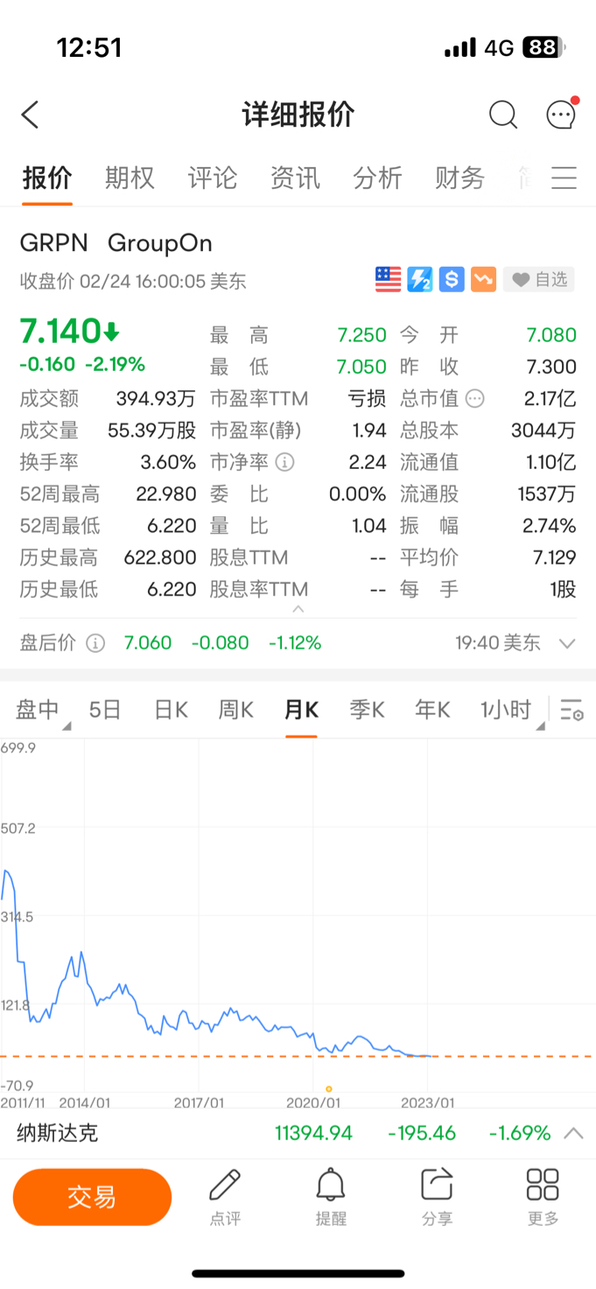 12:51 4G 88
详细报价
报价 期权 评论 资讯 分析 财务
GRPN GroupOn
收盘价 02/24 16:00:05 美东 自选
7.140 最 高 7.250 今 开 7.080
-0.160 -2.19% 最 低 7.050 昨 收 7.300
成交额 394.93万 市盈率TTM 亏损 总市值 2.17亿
成交量 55.39万股 市盈率(静) 1.94 总股本 3044万
换手率 3.60% 市净率 2.24 流通值 1.10亿
52周最高 22.980 委 比 0.00% 流通股 1537万
52周最低 6.220 量 比 1.04 振 幅 2.74%
历史最高 622.800 股息TTM -- 平均价 7.129
历史最低 6.220 股息率TTM -- 每 手 1股
盘后价 7.060 -0.080 -1.12% 19:40 美东
盘中 5日 日K 周K 月K 季K 年K 1小时
699.9
507.2
314.5
121.8
-70.9
2011/11 2014/01 2017/01 2020/01 2023/01
纳斯达克 11394.94 -195.46 -1.69%
交易 点评 提醒 分享 更多